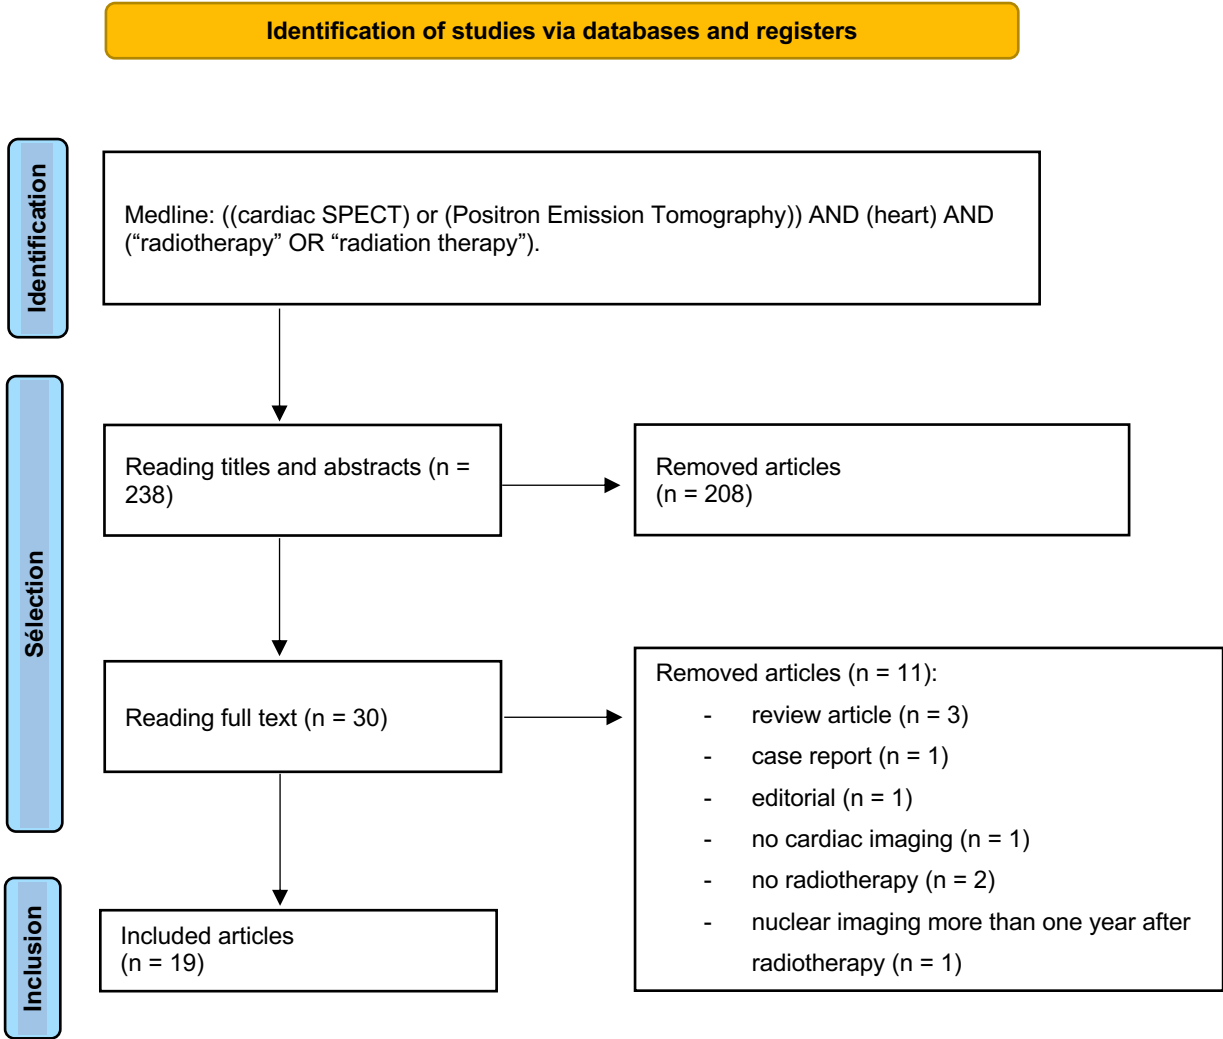 Identification of studies via databases and registers
Identification
Medline: ((cardiac SPECT) or (Positron Emission Tomography)) AND (heart) AND
(“radiotherapy” OR “radiation therapy”).
Sélection
Reading titles and abstracts (n =
238)
Removed articles
(n = 208)
Reading full text (n = 30)
Removed articles (n = 11):
- review article (n = 3)
- case report (n = 1)
- editorial (n = 1)
- no cardiac imaging (n = 1)
- no radiotherapy (n = 2)
- nuclear imaging more than one year after
radiotherapy (n = 1)
Inclusion
Included articles
(n = 19)